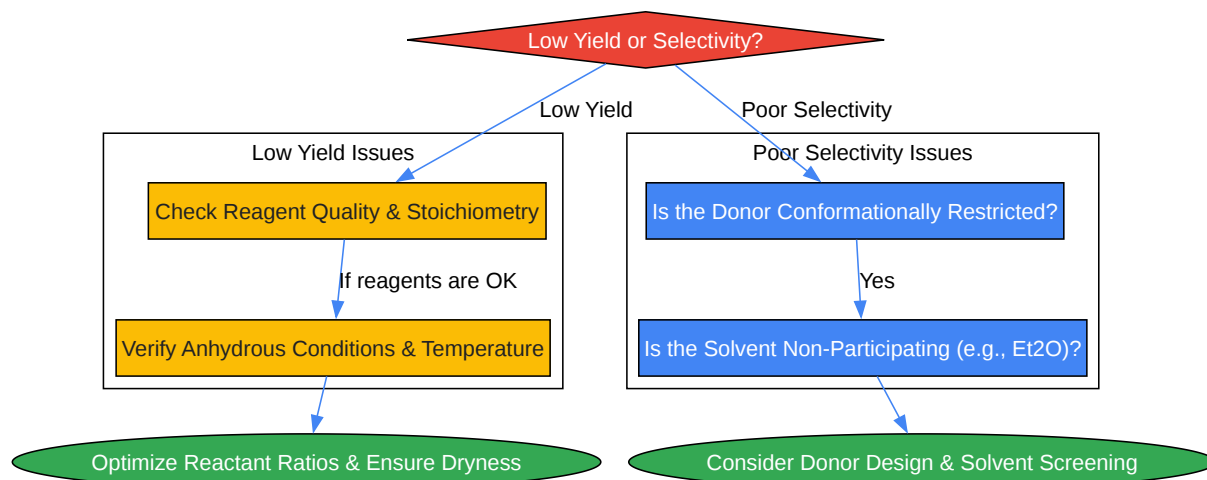 Low Yield or Selectivity?
Low Yield
Poor Selectivity
Low Yield Issues
Poor Selectivity Issues
Check Reagent Quality & Stoichiometry
Is the Donor Conformationally Restricted?
If reagents are OK
Yes
Verify Anhydrous Conditions & Temperature
Is the Solvent Non-Participating (e.g., Et2O)?
Optimize Reactant Ratios & Ensure Dryness
Consider Donor Design & Solvent Screening